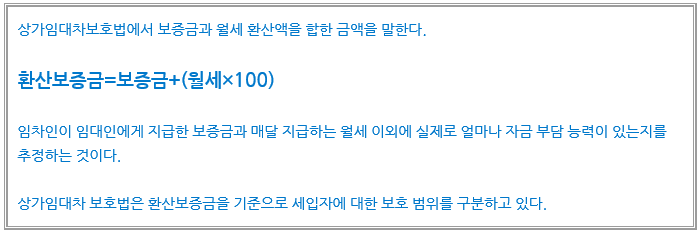 상가임대차보호법에서 보증금과 월세 환산액을 합한 금액을 말한다.
환산보증금=보증금+(월세×100)
임차인이 임대인에게 지급한 보증금과 매달 지급하는 월세 이외에 실제로 얼마나 자금 부담 능력이 있는지를
추정하는 것이다.
상가임대차 보호법은 환산보증금을 기준으로 세입자에 대한 보호 범위를 구분하고 있다.